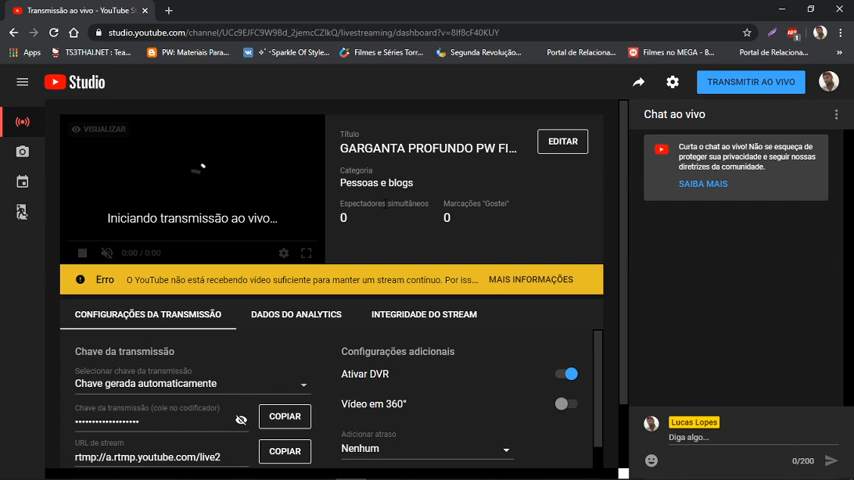 Transmissão ao vivo - YouTube S
studio.youtube.com/channel/UCc9EJFC9W9Bd_2jemcCZlkQ/livestreaming/dashboard?v=8If8cF40KUY
Apps
TS3THAI.NET : Tea...
PW: Materiais Para...
•Sparkle Of Style...
Filmes e Séries Torr...
Segunda Revolução...
Portal de Relaciona...
Filmes no MEGA - B...
Portal de Relaciona...
»
Studio
TRANSMITIR AO VIVO
VISUALIZAR
Iniciando transmissão ao vivo...
0:00 / 0:00
Título
GARGANTA PROFUNDO PW FI...
EDITAR
Categoria
Pessoas e blogs
Espectadores simultâneos
Marcações "Gostei"
0
0
Chat ao vivo
Curta o chat ao vivo! Não se esqueça de
proteger sua privacidade e seguir nossas
diretrizes da comunidade.
SAIBA MAIS
Erro
O YouTube não está recebendo vídeo suficiente para manter um stream contínuo. Por iss...
MAIS INFORMAÇÕES
CONFIGURAÇÕES DA TRANSMISSÃO
DADOS DO ANALYTICS
INTEGRIDADE DO STREAM
Chave da transmissão
Selecionar chave da transmissão
Chave gerada automaticamente
Chave da transmissão (cole no codificador)
••••••••••••••••••••
COPIAR
URL de stream
rtmp://a.rtmp.youtube.com/live2
COPIAR
Configurações adicionais
Ativar DVR
Vídeo em 360°
Adicionar atraso
Nenhum
Lucas Lopes
Diga algo...
0/200